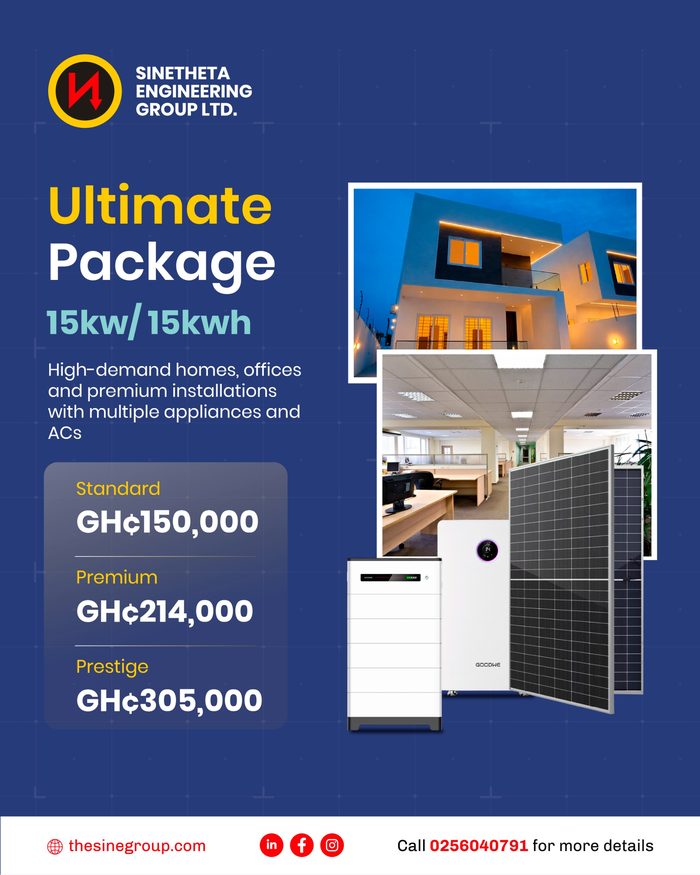 SINETHETA
ENGINEERING
GROUP LTD.
Ultimate
Package
15kw/ 15kwh
High-demand homes, offices
and premium installations
with multiple appliances and
ACs
Standard
GH¢150,000
Premium
GH¢214,000
Prestige
GH¢305,000
GOODWE
thesinegroup.com
in
f
Call 0256040791 for more details